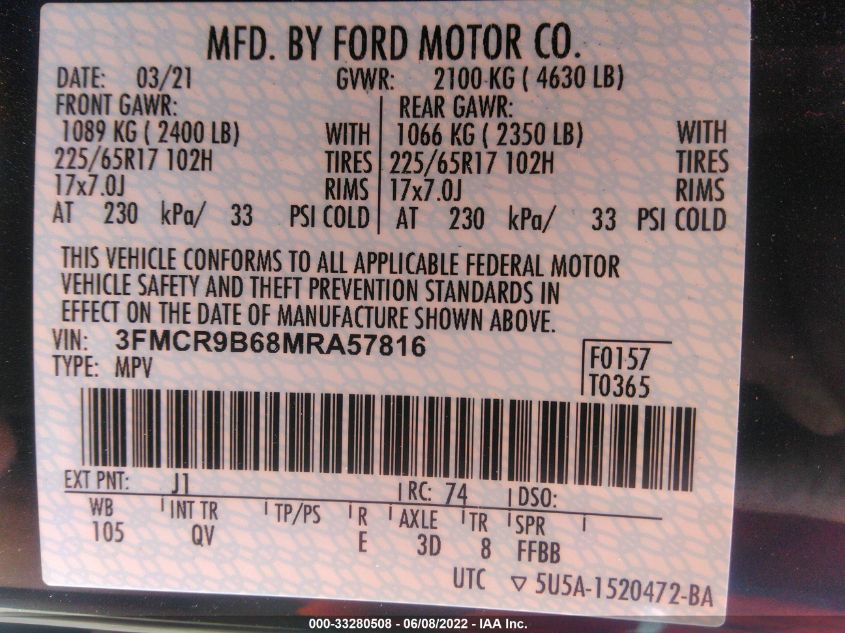 MFD. BY FORD MOTOR CO.
DATE: 03/21 GVWR: 2100 KG ( 4630 LB)
FRONT GAWR: REAR GAWR:
1089 KG ( 2400 LB) WITH 1066 KG ( 2350 LB) WITH
225/65R17 102H TIRES 225/65R17 102H TIRES
17x7.0J RIMS 17x7.0J RIMS
AT 230 kPa/ 33 PSI COLD AT 230 kPa/ 33 PSI COLD
THIS VEHICLE CONFORMS TO ALL APPLICABLE FEDERAL MOTOR
VEHICLE SAFETY AND THEFT PREVENTION STANDARDS IN
EFFECT ON THE DATE OF MANUFACTURE SHOWN ABOVE.
VIN: 3FMCR9B68MRA57816
TYPE: MPV
F0157
T0365
EXT PNT: J1 RC: 74 DSO:
WB INT TR TP/PS R AXLE TR SPR
105 QV E 3D 8 FFBB
UTC ▽ 5U5A-1520472-BA
000-33280508 - 06/08/2022 - IAA Inc.